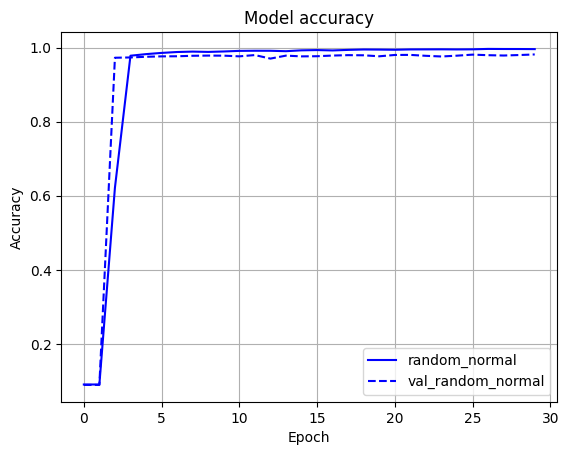 Model accuracy
1.0
0.8
0.6
0.4
0.2
Accuracy
0 5 10 15 20 25 30
Epoch
random_normal
val_random_normal